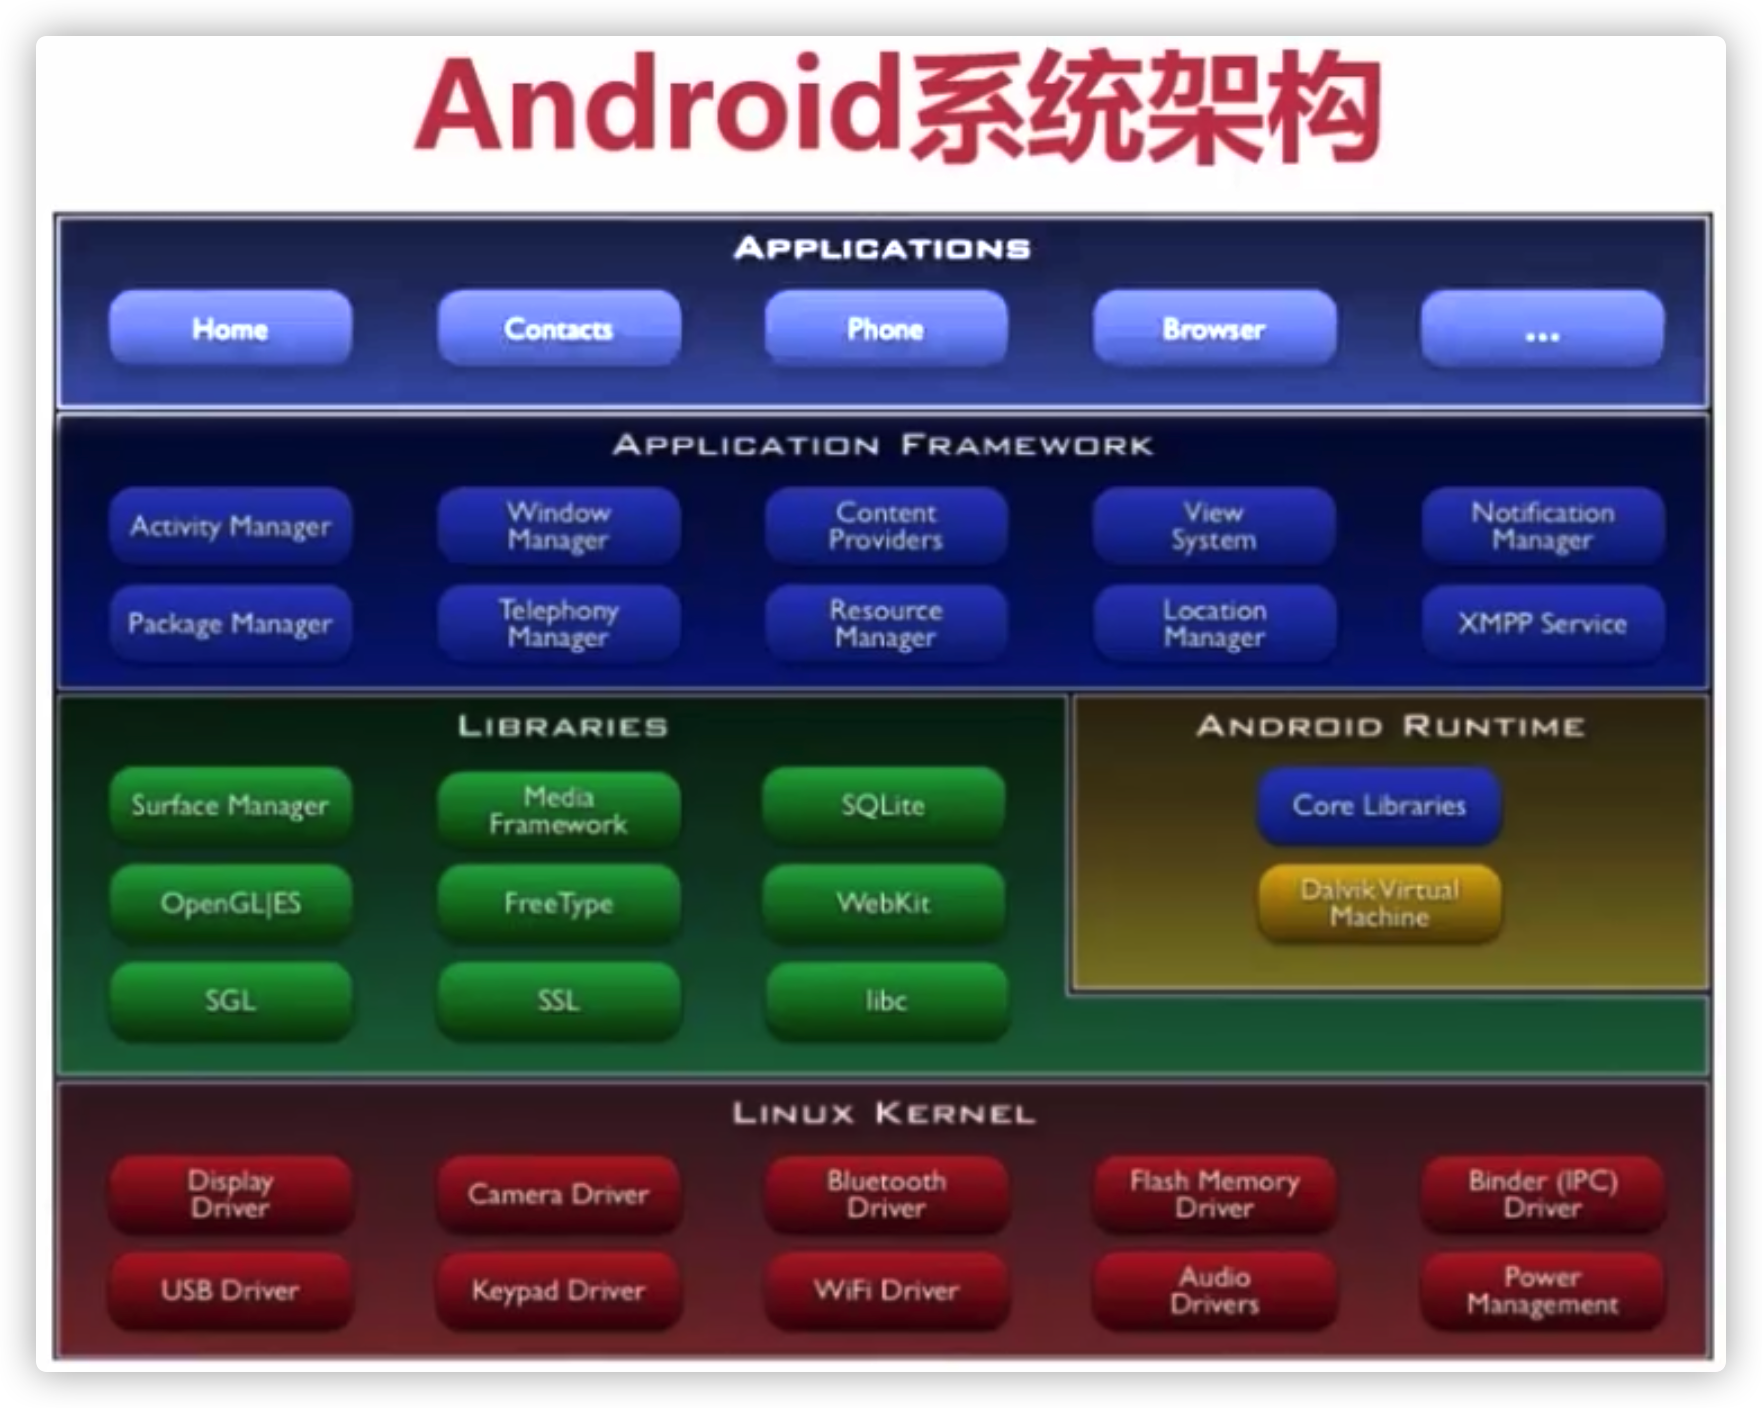 Android系统架构
APPLICATIONS
Home
Contacts
Phone
Browser
...
APPLICATION FRAMEWORK
Activity Manager
Window
Manager
Content
Providers
View
System
Notification
Manager
Package Manager
Telephony
Manager
Resource
Manager
Location
Manager
XMPP Service
LIBRARIES
Surface Manager
Media
Framework
SQLite
OpenGL|ES
FreeType
WebKit
SGL
SSL
libc
ANDROID RUNTIME
Core Libraries
Dalvik Virtual
Machine
LINUX KERNEL
Display
Driver
Camera Driver
Bluetooth
Driver
Flash Memory
Driver
Binder (IPC)
Driver
USB Driver
Keypad Driver
WiFi Driver
Audio
Drivers
Power
Management